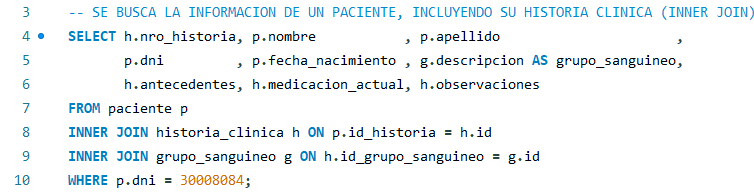 3 -- SE BUSCA LA INFORMACION DE UN PACIENTE, INCLUYENDO SU HISTORIA CLINICA (INNER JOIN)
4 SELECT h.nro_historia, p.nombre , p.apellido ,
5 p.dni , p.fecha_nacimiento , g.descripcion AS grupo_sanguineo,
6 h.antecedentes, h.medicacion_actual, h.observaciones
7 FROM paciente p
8 INNER JOIN historia_clinica h ON p.id_historia = h.id
9 INNER JOIN grupo_sanguineo g ON h.id_grupo_sanguineo = g.id
10 WHERE p.dni = 30008084;